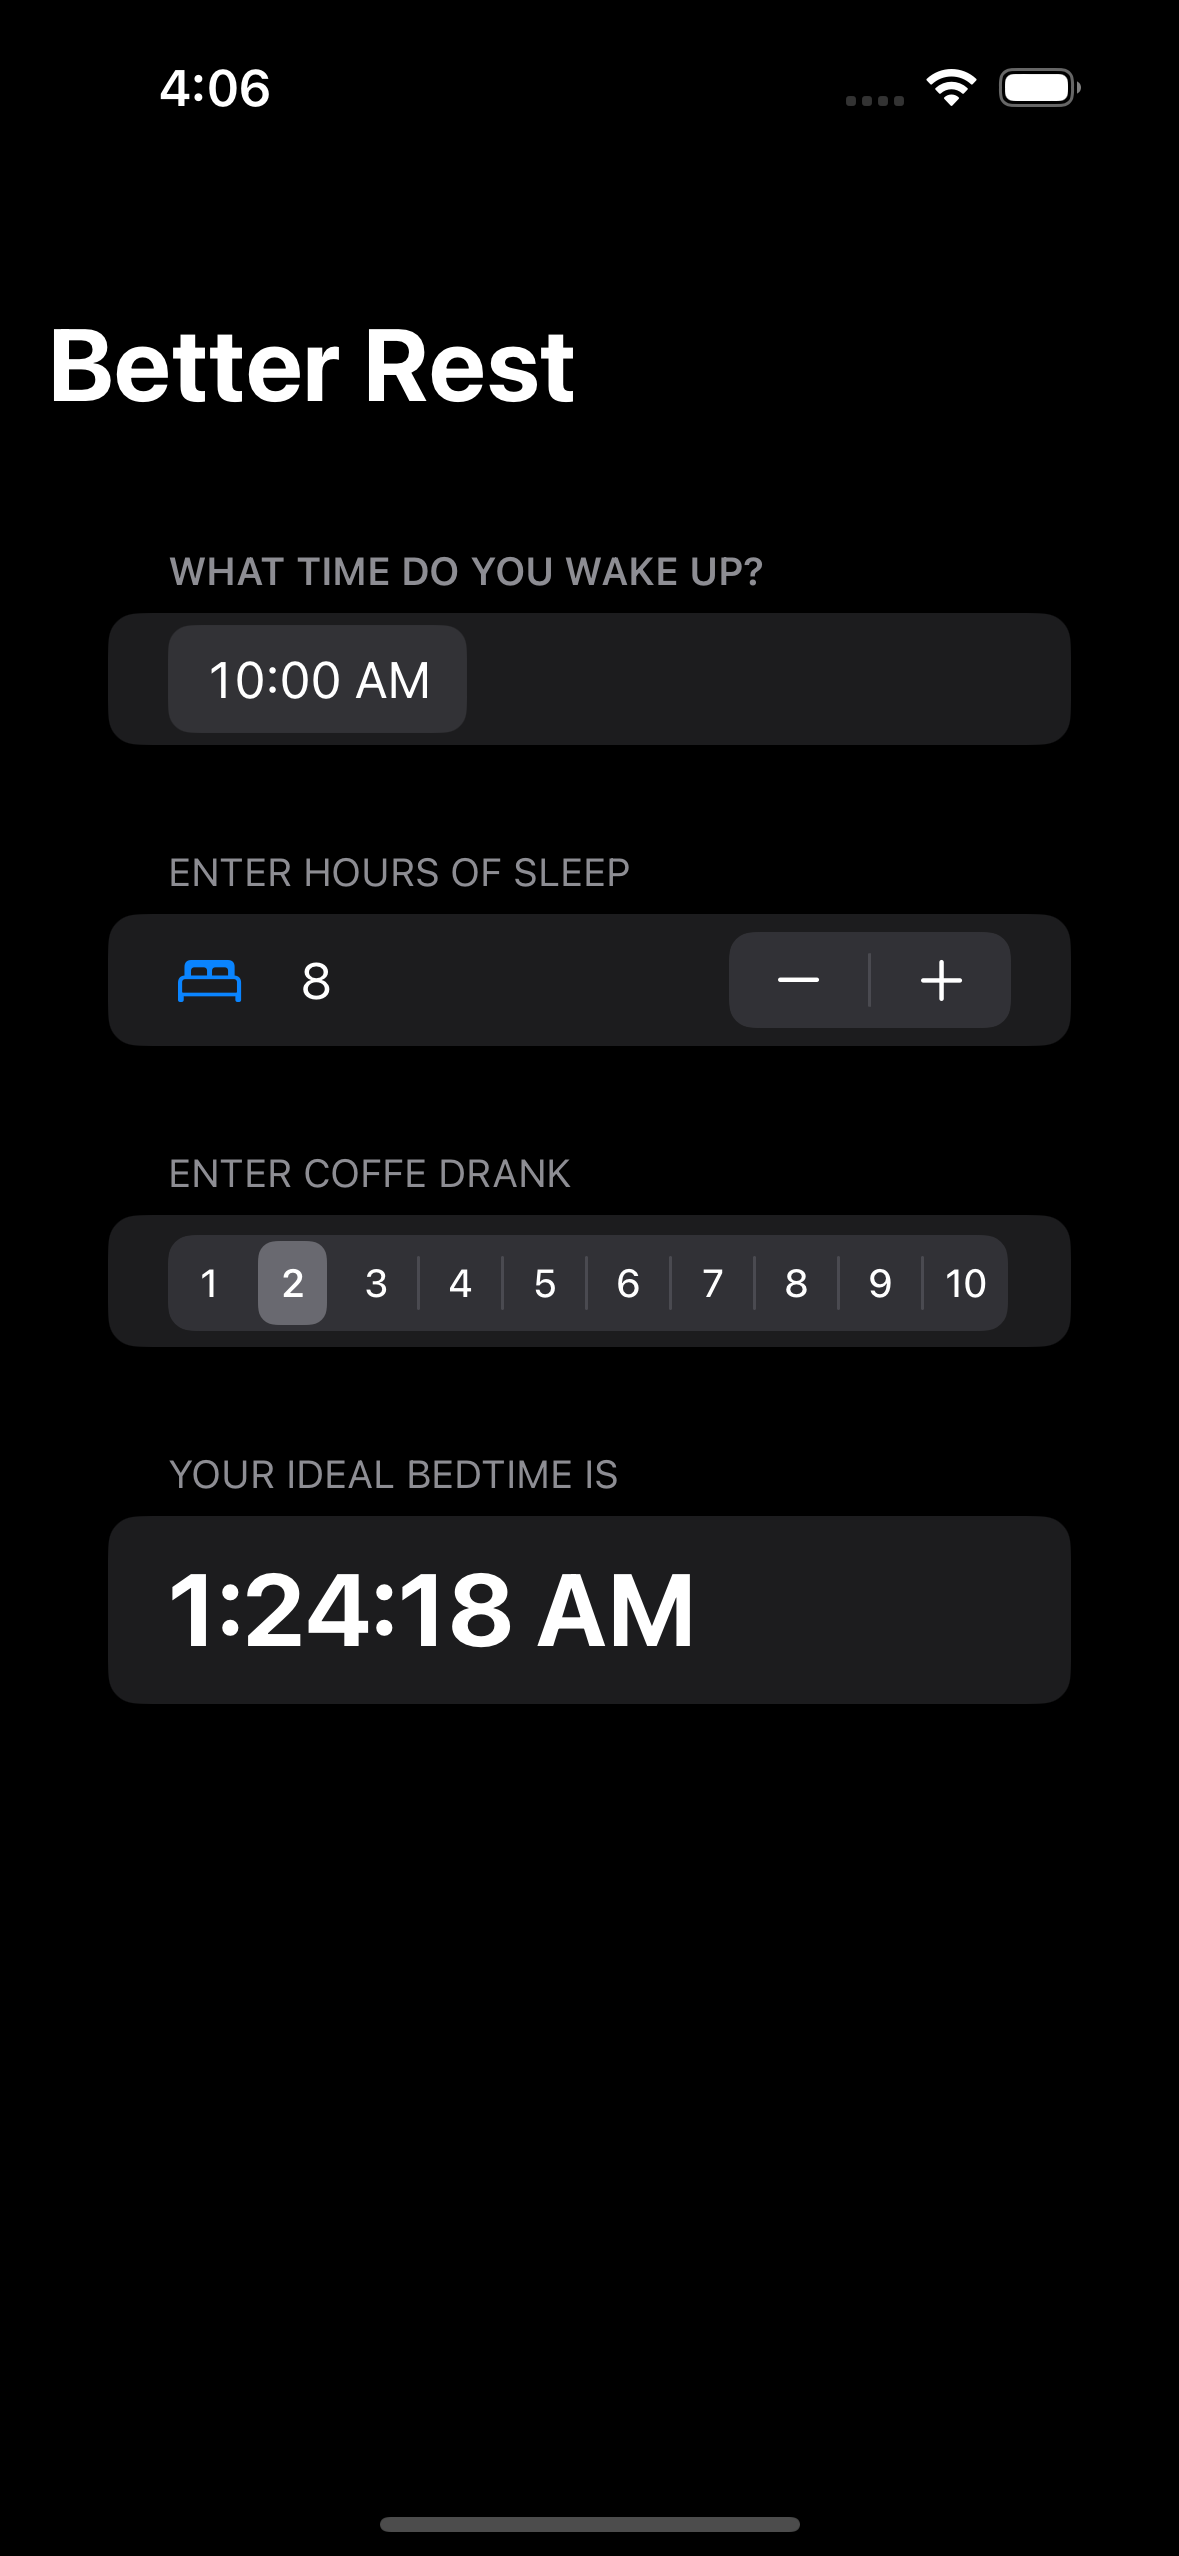 4:06
Better Rest
WHAT TIME DO YOU WAKE UP?
10:00 AM
ENTER HOURS OF SLEEP
8
ENTER COFFE DRANK
1 2 3 4 5 6 7 8 9 10
YOUR IDEAL BEDTIME IS
1:24:18 AM